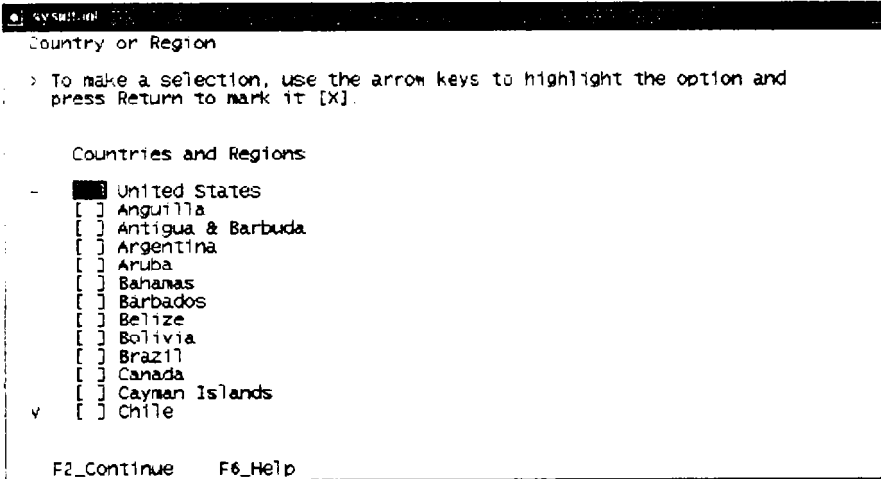 Country or Region
> To make a selection, use the arrow keys to highlight the option and
press Return to mark it [X].
Countries and Regions
- United States
[ ] Anguilla
[ ] Antigua & Barbuda
[ ] Argentina
[ ] Aruba
[ ] Bahamas
[ ] Barbados
[ ] Belize
[ ] Bolivia
[ ] Brazil
[ ] Canada
[ ] Cayman Islands
v [ ] Chile
F2_Continue F6_Help